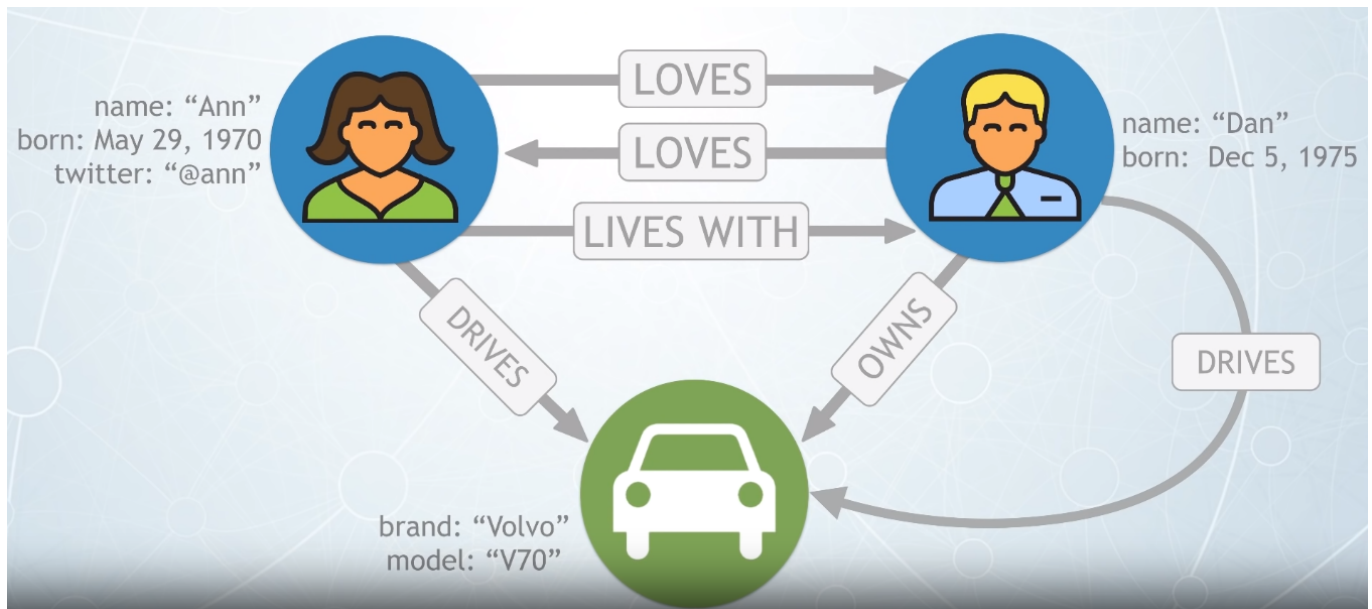 LOVES
name: “Ann”
born: May 29, 1970
twitter: “@ann”
LOVES
name: “Dan”
born: Dec 5, 1975
LIVES WITH
DRIVES
OWNS
DRIVES
brand: “Volvo”
model: “V70”